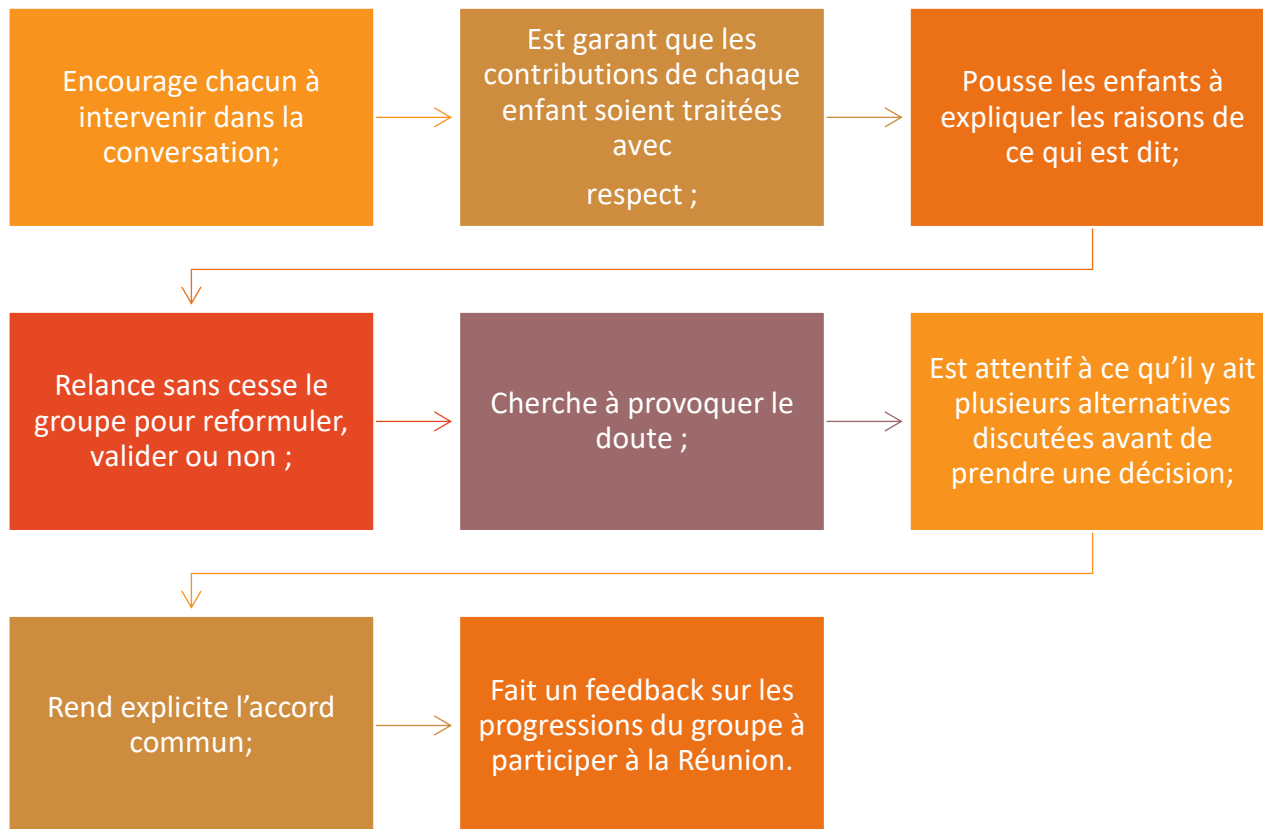 Encourage chacun à
intervenir dans la
conversation;
Est garant que les
contributions de chaque
enfant soient traitées
avec
respect ;
Pousse les enfants à
expliquer les raisons de
ce qui est dit;
Relance sans cesse le
groupe pour reformuler,
valider ou non ;
Cherche à provoquer le
doute ;
Est attentif à ce qu’il y ait
plusieurs alternatives
discutées avant de
prendre une décision;
Rend explicite l’accord
commun;
Fait un feedback sur les
progressions du groupe à
participer à la Réunion.